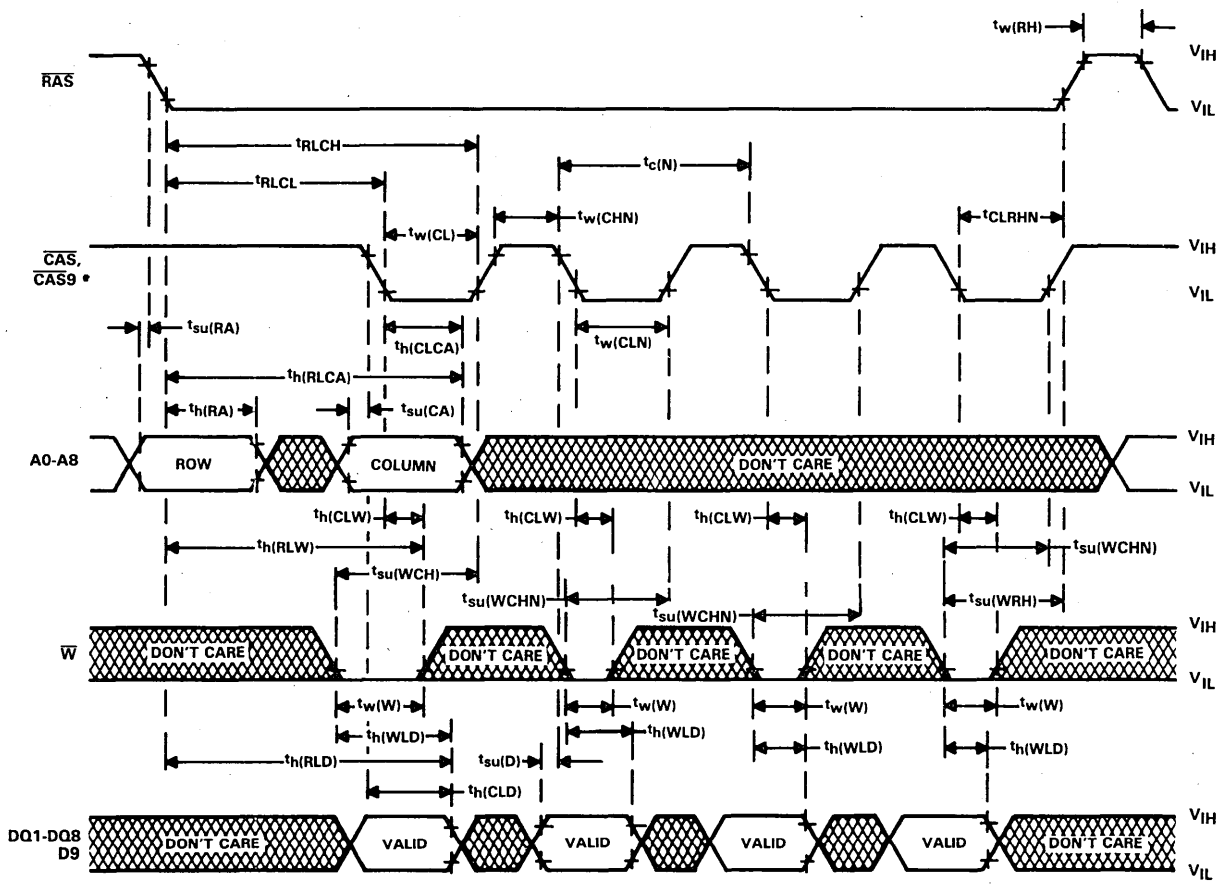 tw(RH)
VIH
RAS
VIL
tRLCH
tc(N)
tRLCL
tw(CHN)
tCLRHN
tw(CL)
VIH
CAS,
CAS9 *
VIL
tsu(RA)
th(CLCA)
tw(CLN)
th(RLCA)
th(RA)
tsu(CA)
VIH
A0-A8
ROW
COLUMN
DON'T CARE
VIL
th(CLW)
th(CLW)
th(CLW)
th(CLW)
th(RLW)
tsu(WCHN)
tsu(WCH)
tsu(WCHN)
tsu(WCHN)
tsu(WRH)
VIH
W
DON'T CARE
DON'T CARE
DON'T CARE
DON'T CARE
DON'T CARE
VIL
tw(W)
tw(W)
tw(W)
tw(W)
th(WLD)
th(WLD)
th(WLD)
th(WLD)
th(RLD)
tsu(D)
th(CLD)
VIH
DQ1-DQ8
D9
DON'T CARE
VALID
VALID
VALID
VALID
DON'T CARE
VIL